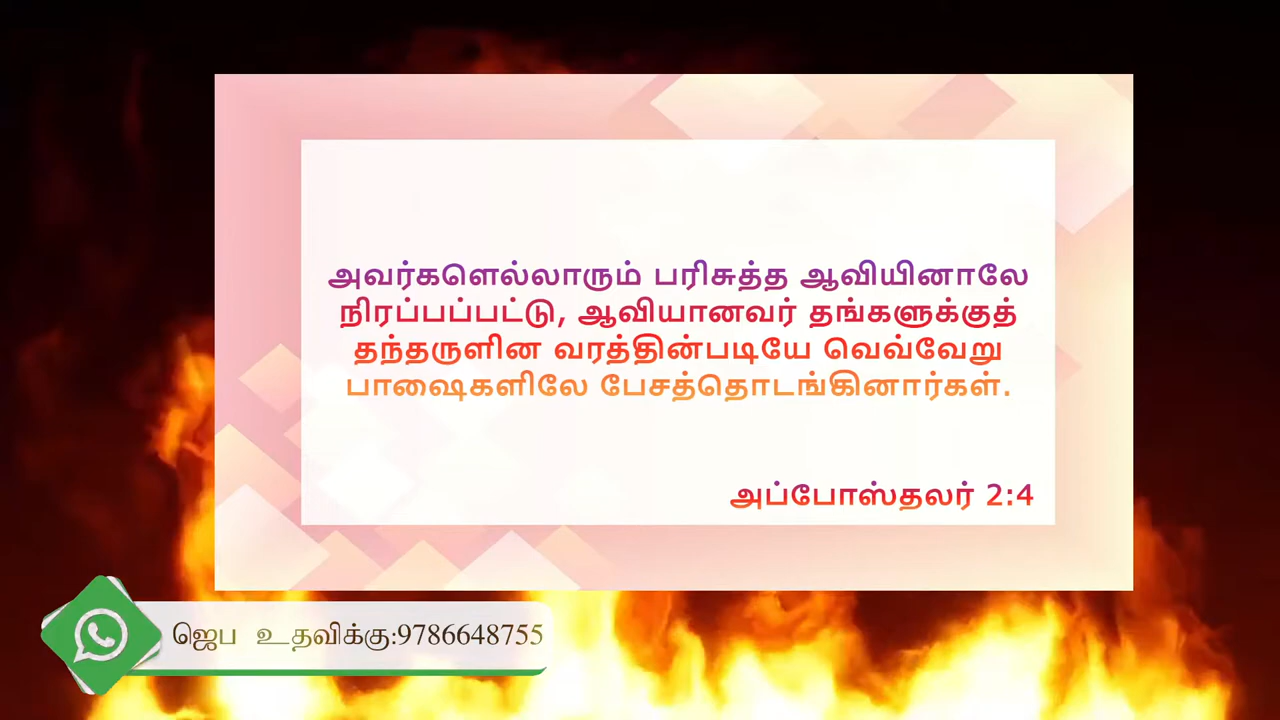 அவர்களெல்லாரும் பரிசுத்த ஆவியினாலே
நிரப்பப்பட்டு, ஆவியானவர் தங்களுக்குத்
தந்தருளின வரத்தின்படியே வெவ்வேறு
பாஷைகளிலே பேசத்தொடங்கினார்கள்.
அப்போஸ்தலர் 2:4
ஜெப உதவிக்கு:9786648755